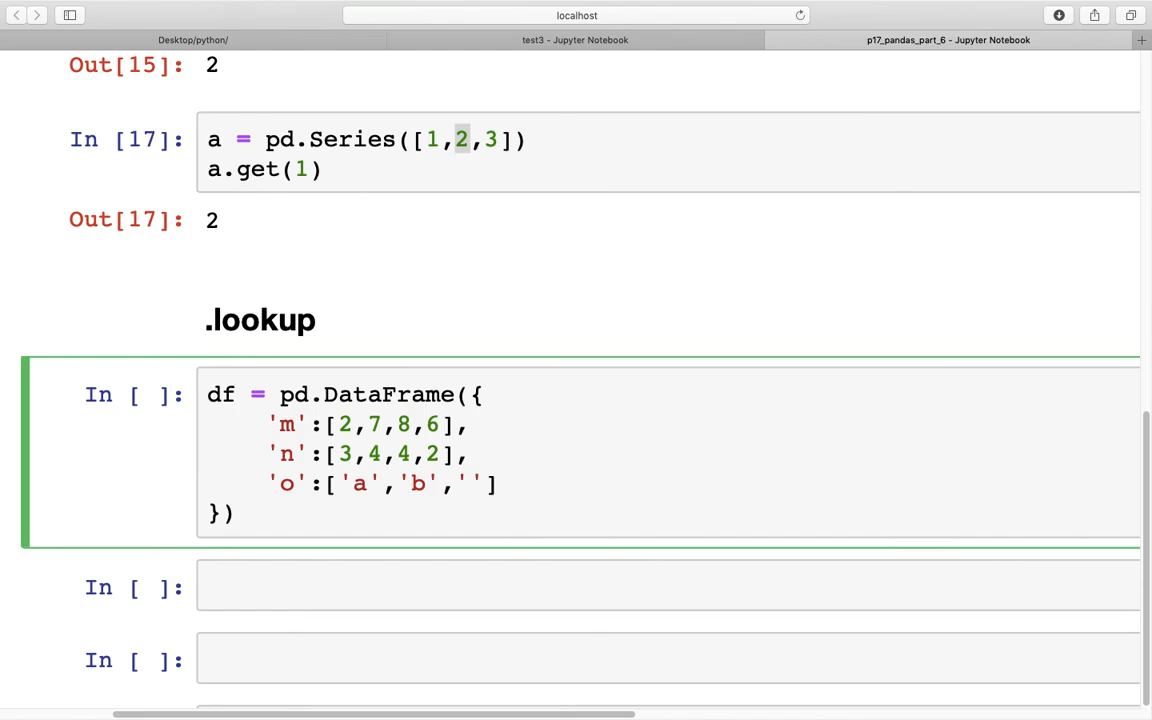 localhost
Desktop/python/ test3 - Jupyter Notebook p17_pandas_part_6 - Jupyter Notebook
Out[15]: 2
In [17]: a = pd.Series([1,2,3])
a.get(1)
Out[17]: 2
.lookup
In [ ]: df = pd.DataFrame({
'm':[2,7,8,6],
'n':[3,4,4,2],
'o':['a','b','']
})
In [ ]:
In [ ]: